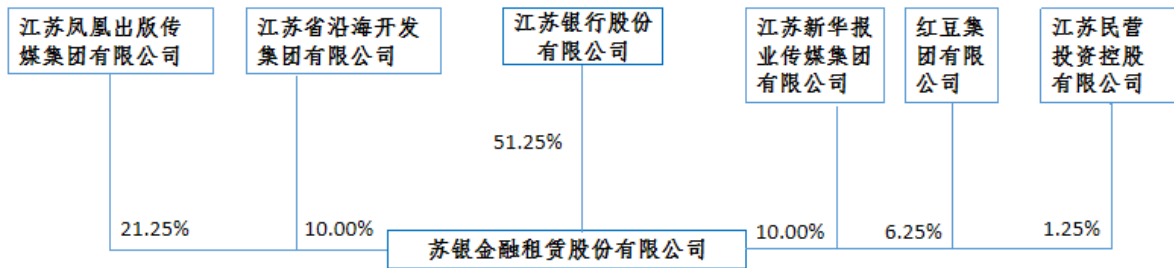 江苏凤凰出版传
媒集团有限公司
江苏省沿海开发
集团有限公司
江苏银行股份
有限公司
江苏新华报
业传媒集团
有限公司
红豆集
团有限
公司
江苏民营
投资控股
有限公司
51.25%
21.25%
10.00%
10.00%
6.25%
1.25%
苏银金融租赁股份有限公司